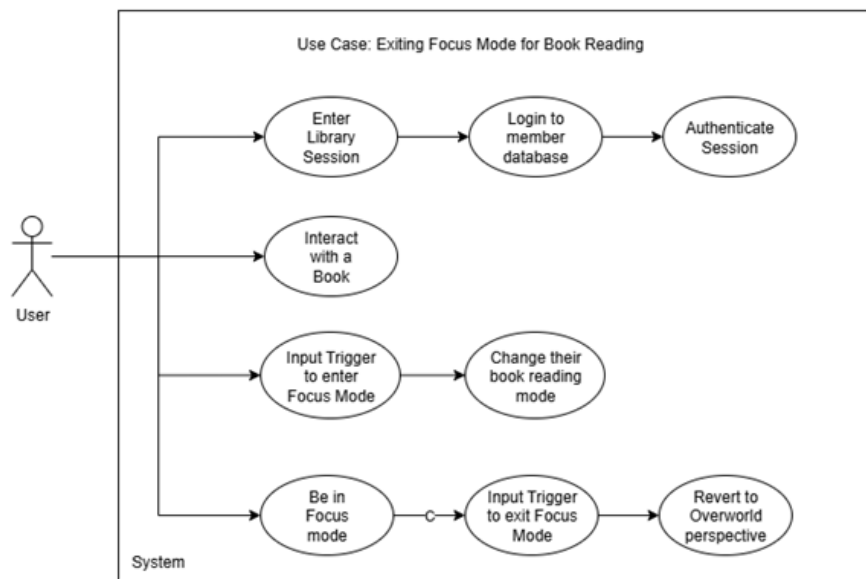 Use Case: Exiting Focus Mode for Book Reading
Enter
Library
Session
Login to
member
database
Authenticate
Session
Interact
with a
Book
User
Input Trigger
to enter
Focus Mode
Change their
book reading
mode
Be in
Focus
mode
C
Input Trigger
to exit Focus
Mode
Revert to
Overworld
perspective
System